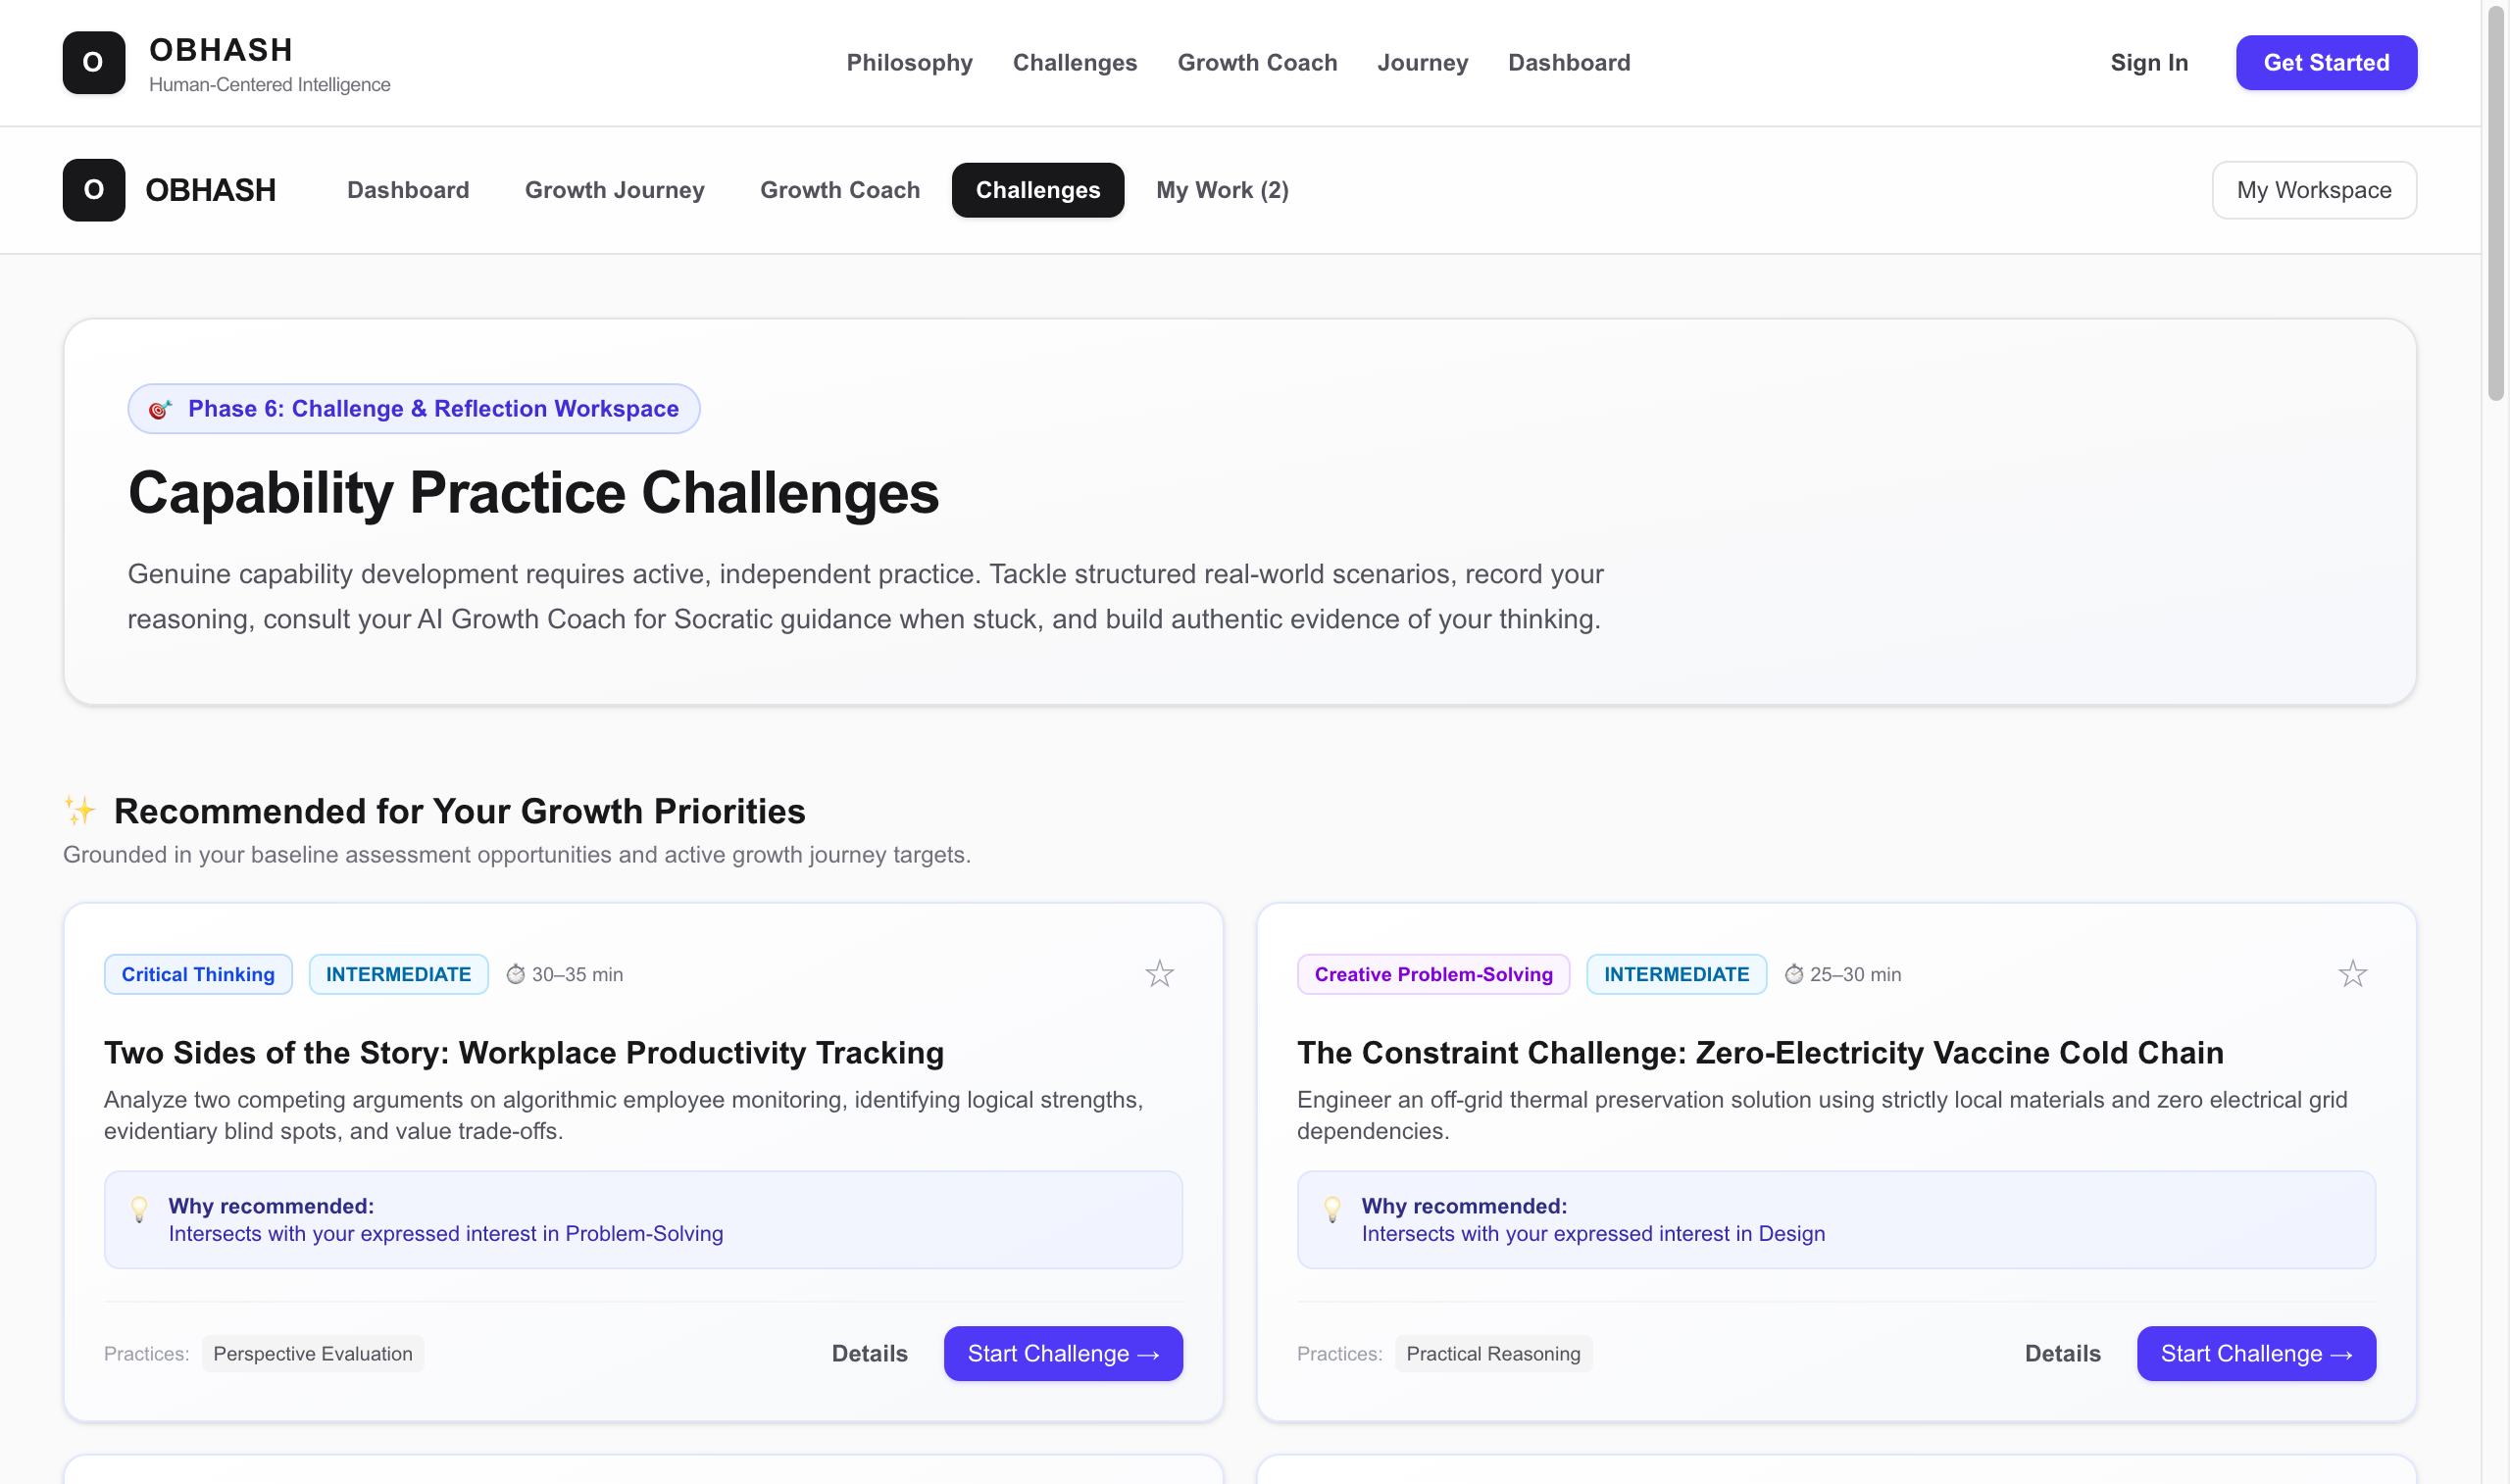 O
OBHASH
Human-Centered Intelligence
Philosophy
Challenges
Growth Coach
Journey
Dashboard
Sign In
Get Started
O
OBHASH
Dashboard
Growth Journey
Growth Coach
Challenges
My Work (2)
My Workspace
🎯 Phase 6: Challenge & Reflection Workspace
Capability Practice Challenges
Genuine capability development requires active, independent practice. Tackle structured real-world scenarios, record your
reasoning, consult your AI Growth Coach for Socratic guidance when stuck, and build authentic evidence of your thinking.
✨ Recommended for Your Growth Priorities
Grounded in your baseline assessment opportunities and active growth journey targets.
Critical Thinking
INTERMEDIATE
⏱ 30–35 min
☆
Two Sides of the Story: Workplace Productivity Tracking
Analyze two competing arguments on algorithmic employee monitoring, identifying logical strengths,
evidentiary blind spots, and value trade-offs.
💡 Why recommended:
Intersects with your expressed interest in Problem-Solving
Practices:
Perspective Evaluation
Details
Start Challenge →
Creative Problem-Solving
INTERMEDIATE
⏱ 25–30 min
☆
The Constraint Challenge: Zero-Electricity Vaccine Cold Chain
Engineer an off-grid thermal preservation solution using strictly local materials and zero electrical grid
dependencies.
💡 Why recommended:
Intersects with your expressed interest in Design
Practices:
Practical Reasoning
Details
Start Challenge →